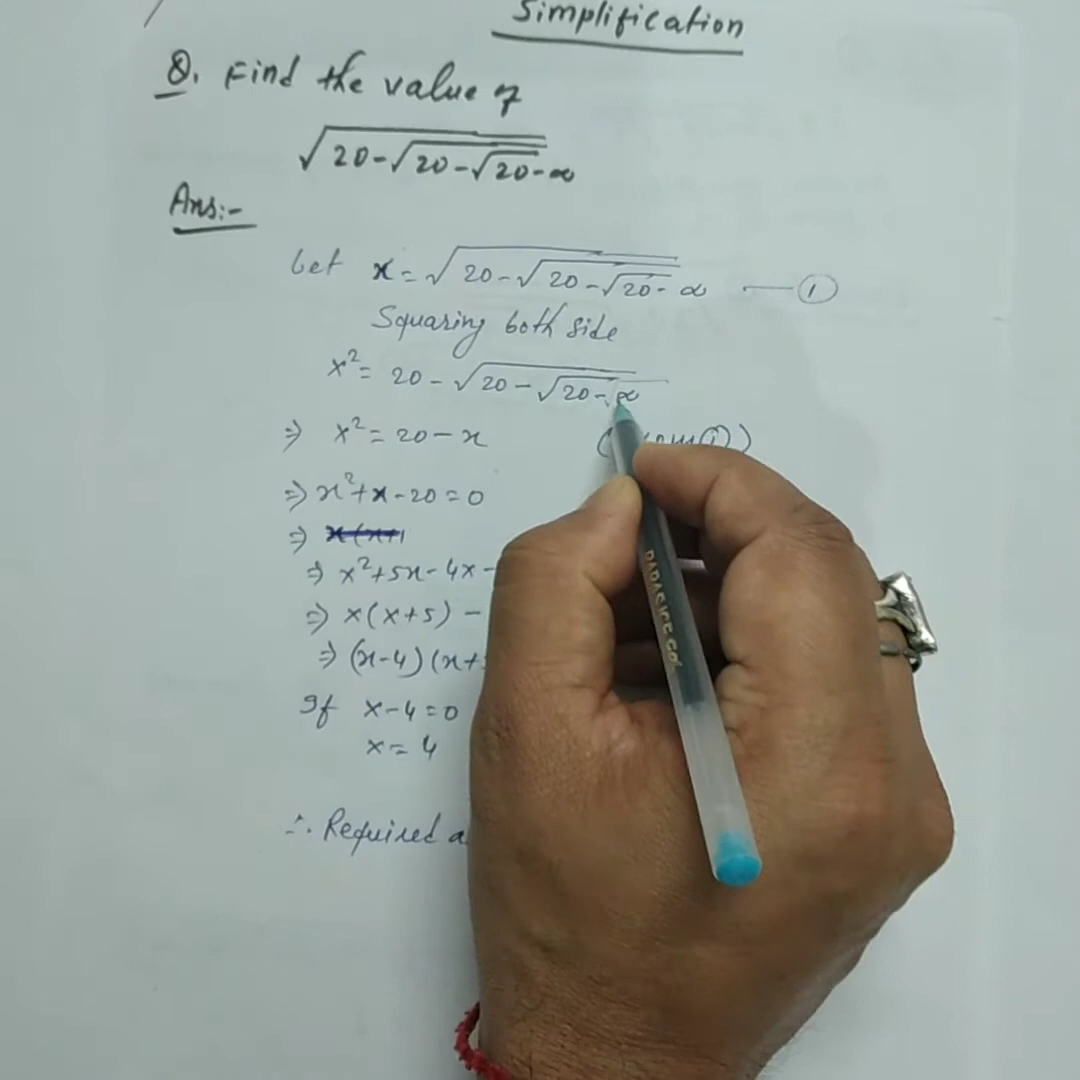 Simplification
Q. Find the value of
√20-√20-√20-∞
Ans:-
Let x = √20-√20-√20- ∞ —— ①
Squaring both side
x² = 20 - √20 - √20 - ∞
⇒ x² = 20 - x
⇒ x² + x - 20 = 0
⇒ x(x+1
⇒ x² + 5x - 4x -
⇒ x(x+5) -
⇒ (x-4)(x+
If x-4 = 0
x = 4
∴ Required a